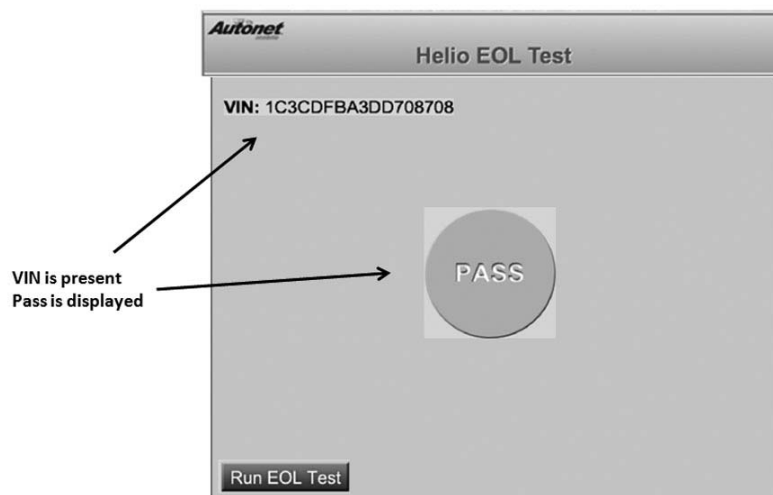 Autonet
Helio EOL Test
VIN: 1C3CDFBA3DD708708
VIN is present
Pass is displayed
PASS
Run EOL Test